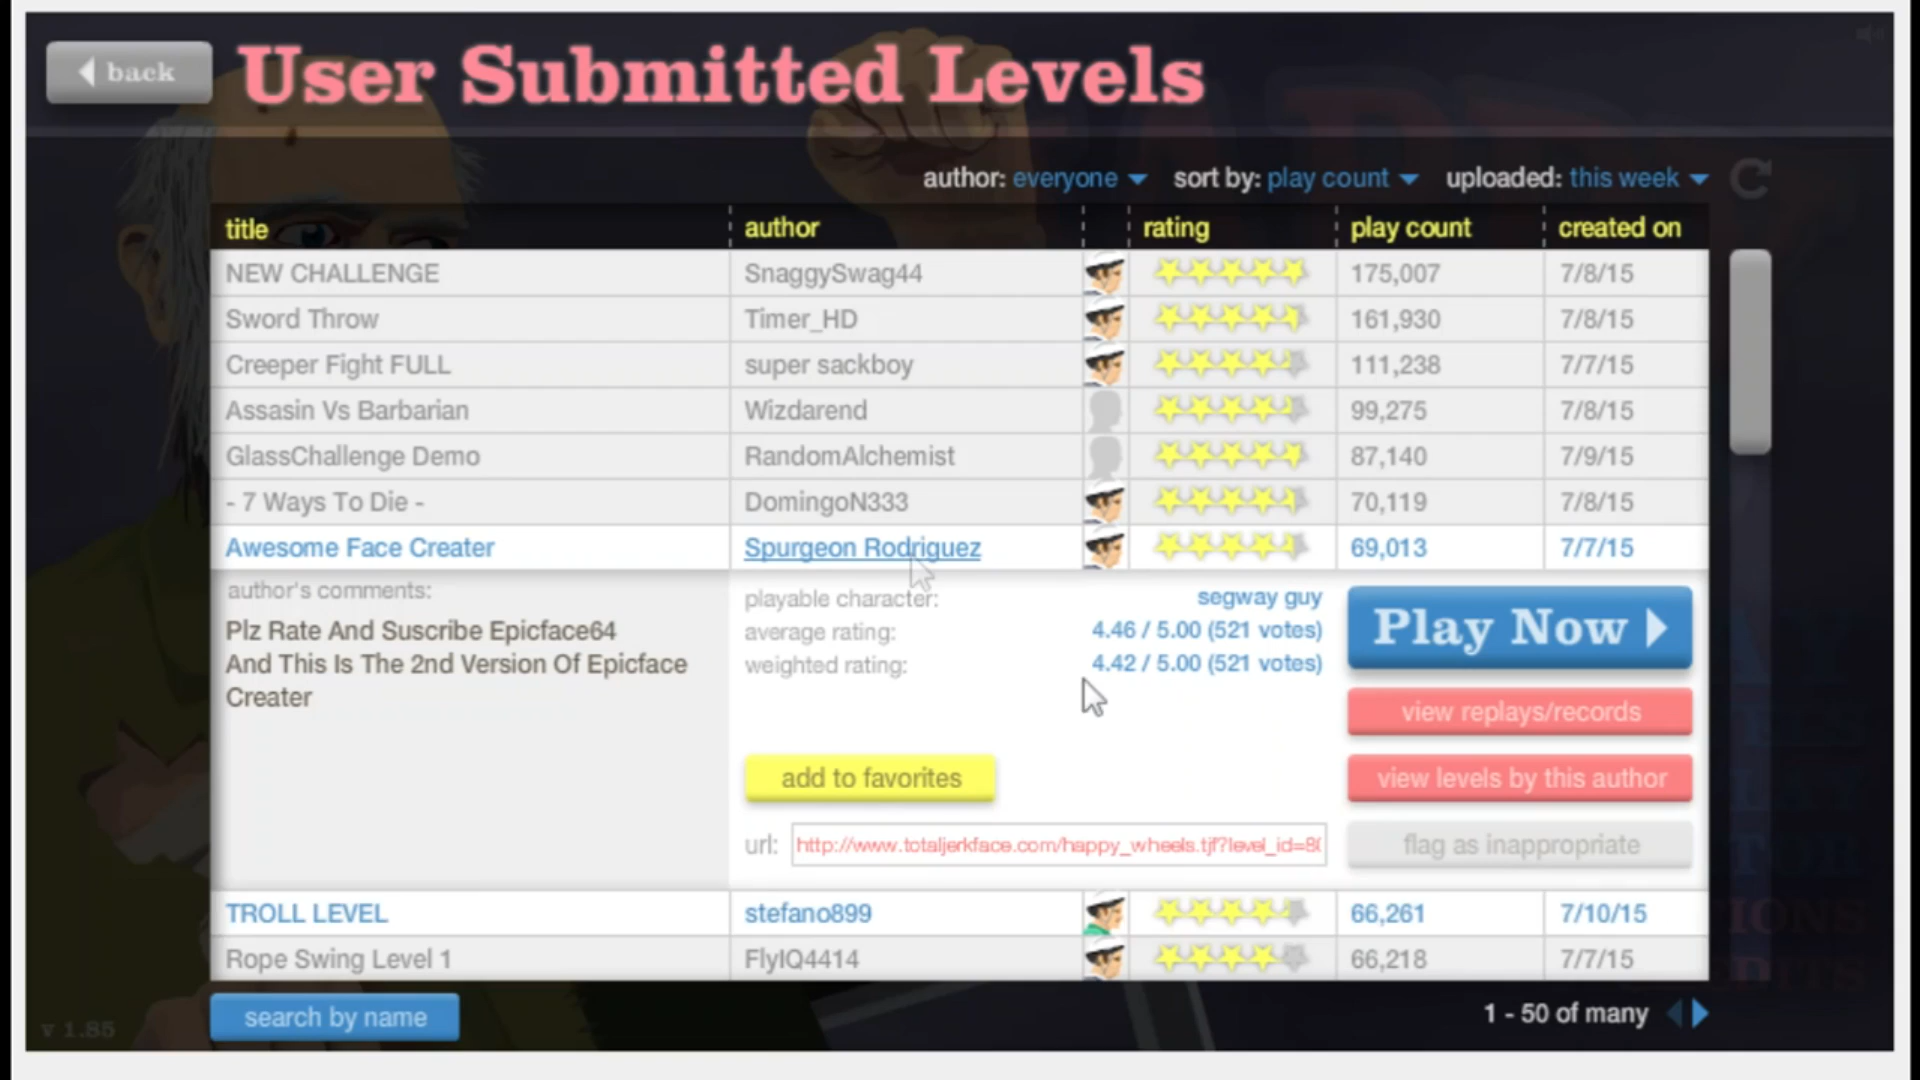 back
User Submitted Levels
author: everyone sort by: play count uploaded: this week
title author rating play count created on
NEW CHALLENGE SnaggySwag44 175,007 7/8/15
Sword Throw Timer_HD 161,930 7/8/15
Creeper Fight FULL super sackboy 111,238 7/7/15
Assasin Vs Barbarian Wizdarend 99,275 7/8/15
GlassChallenge Demo RandomAlchemist 87,140 7/9/15
- 7 Ways To Die - DomingoN333 70,119 7/8/15
Awesome Face Creater Spurgeon Rodriguez 69,013 7/7/15
author's comments:
Plz Rate And Suscribe Epicface64
And This Is The 2nd Version Of Epicface
Creater
playable character: segway guy
average rating: 4.46 / 5.00 (521 votes)
weighted rating: 4.42 / 5.00 (521 votes)
add to favorites
url: http://www.totaljerkface.com/happy_wheels.tjf?level_id=8
Play Now
view replays/records
view levels by this author
flag as inappropriate
TROLL LEVEL stefano899 66,261 7/10/15
Rope Swing Level 1 FlyIQ4414 66,218 7/7/15
search by name
1 - 50 of many
v 1.85